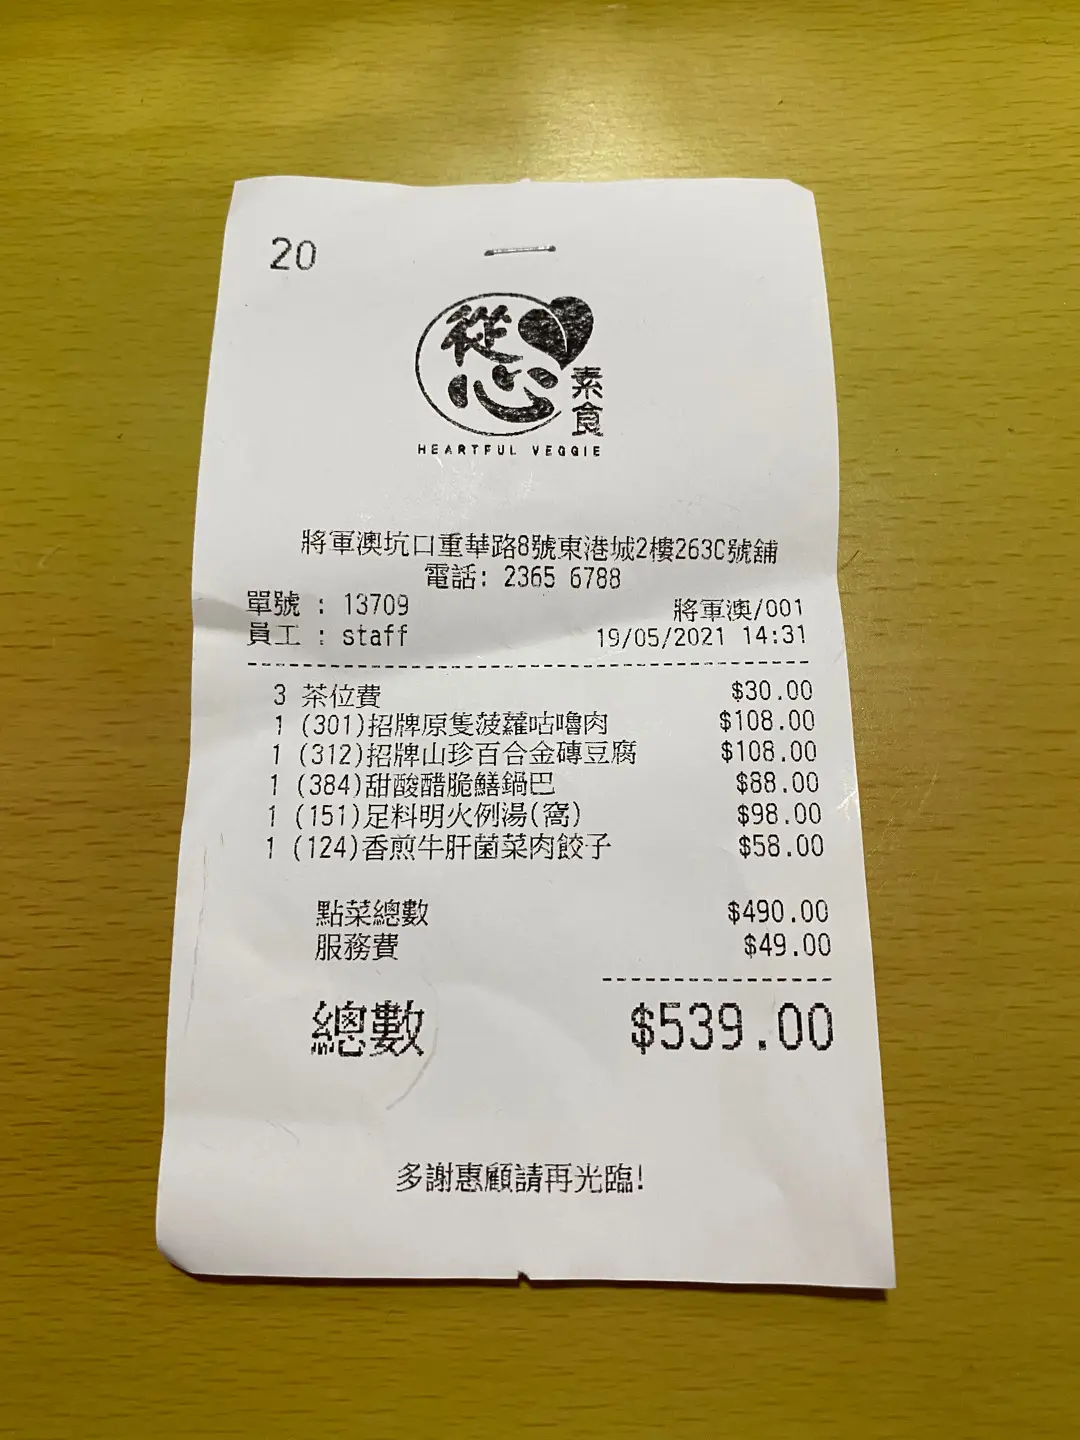 20
從心
素食
HEARTFUL VEGGIE
將軍澳坑口重華路8號東港城2樓263C號舖
電話: 2365 6788
單號 : 13709 將軍澳/001
員工 : staff 19/05/2021 14:31
3 茶位費 $30.00
1 (301)招牌原隻菠蘿咕嚕肉 $108.00
1 (312)招牌山珍百合金磚豆腐 $108.00
1 (384)甜酸醋脆鱔鍋巴 $88.00
1 (151)足料明火例湯(窩) $98.00
1 (124)香煎牛肝菌菜肉餃子 $58.00
點菜總數 $490.00
服務費 $49.00
總數 $539.00
多謝惠顧請再光臨!